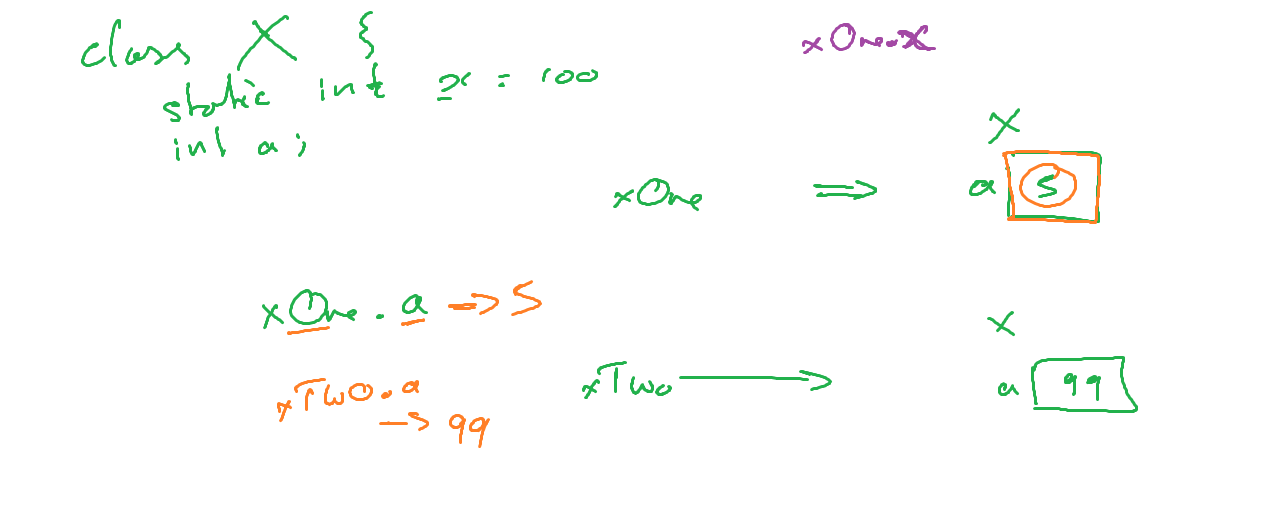 class X {
static int x = 100
int a;
xOne.x
X
xOne ⇒ a 5
xOne.a => 5
X
xTwo → a 99
xTwo.a
→ 99